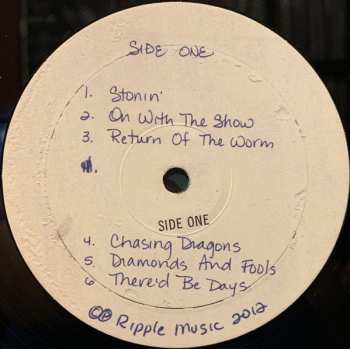 SIDE ONE
1. Stonin'
2. On With The Show
3. Return Of The Worm
4.
SIDE ONE
4. Chasing Dragons
5. Diamonds And Fools
6 There'd Be Days
©℗ Ripple Music 2012